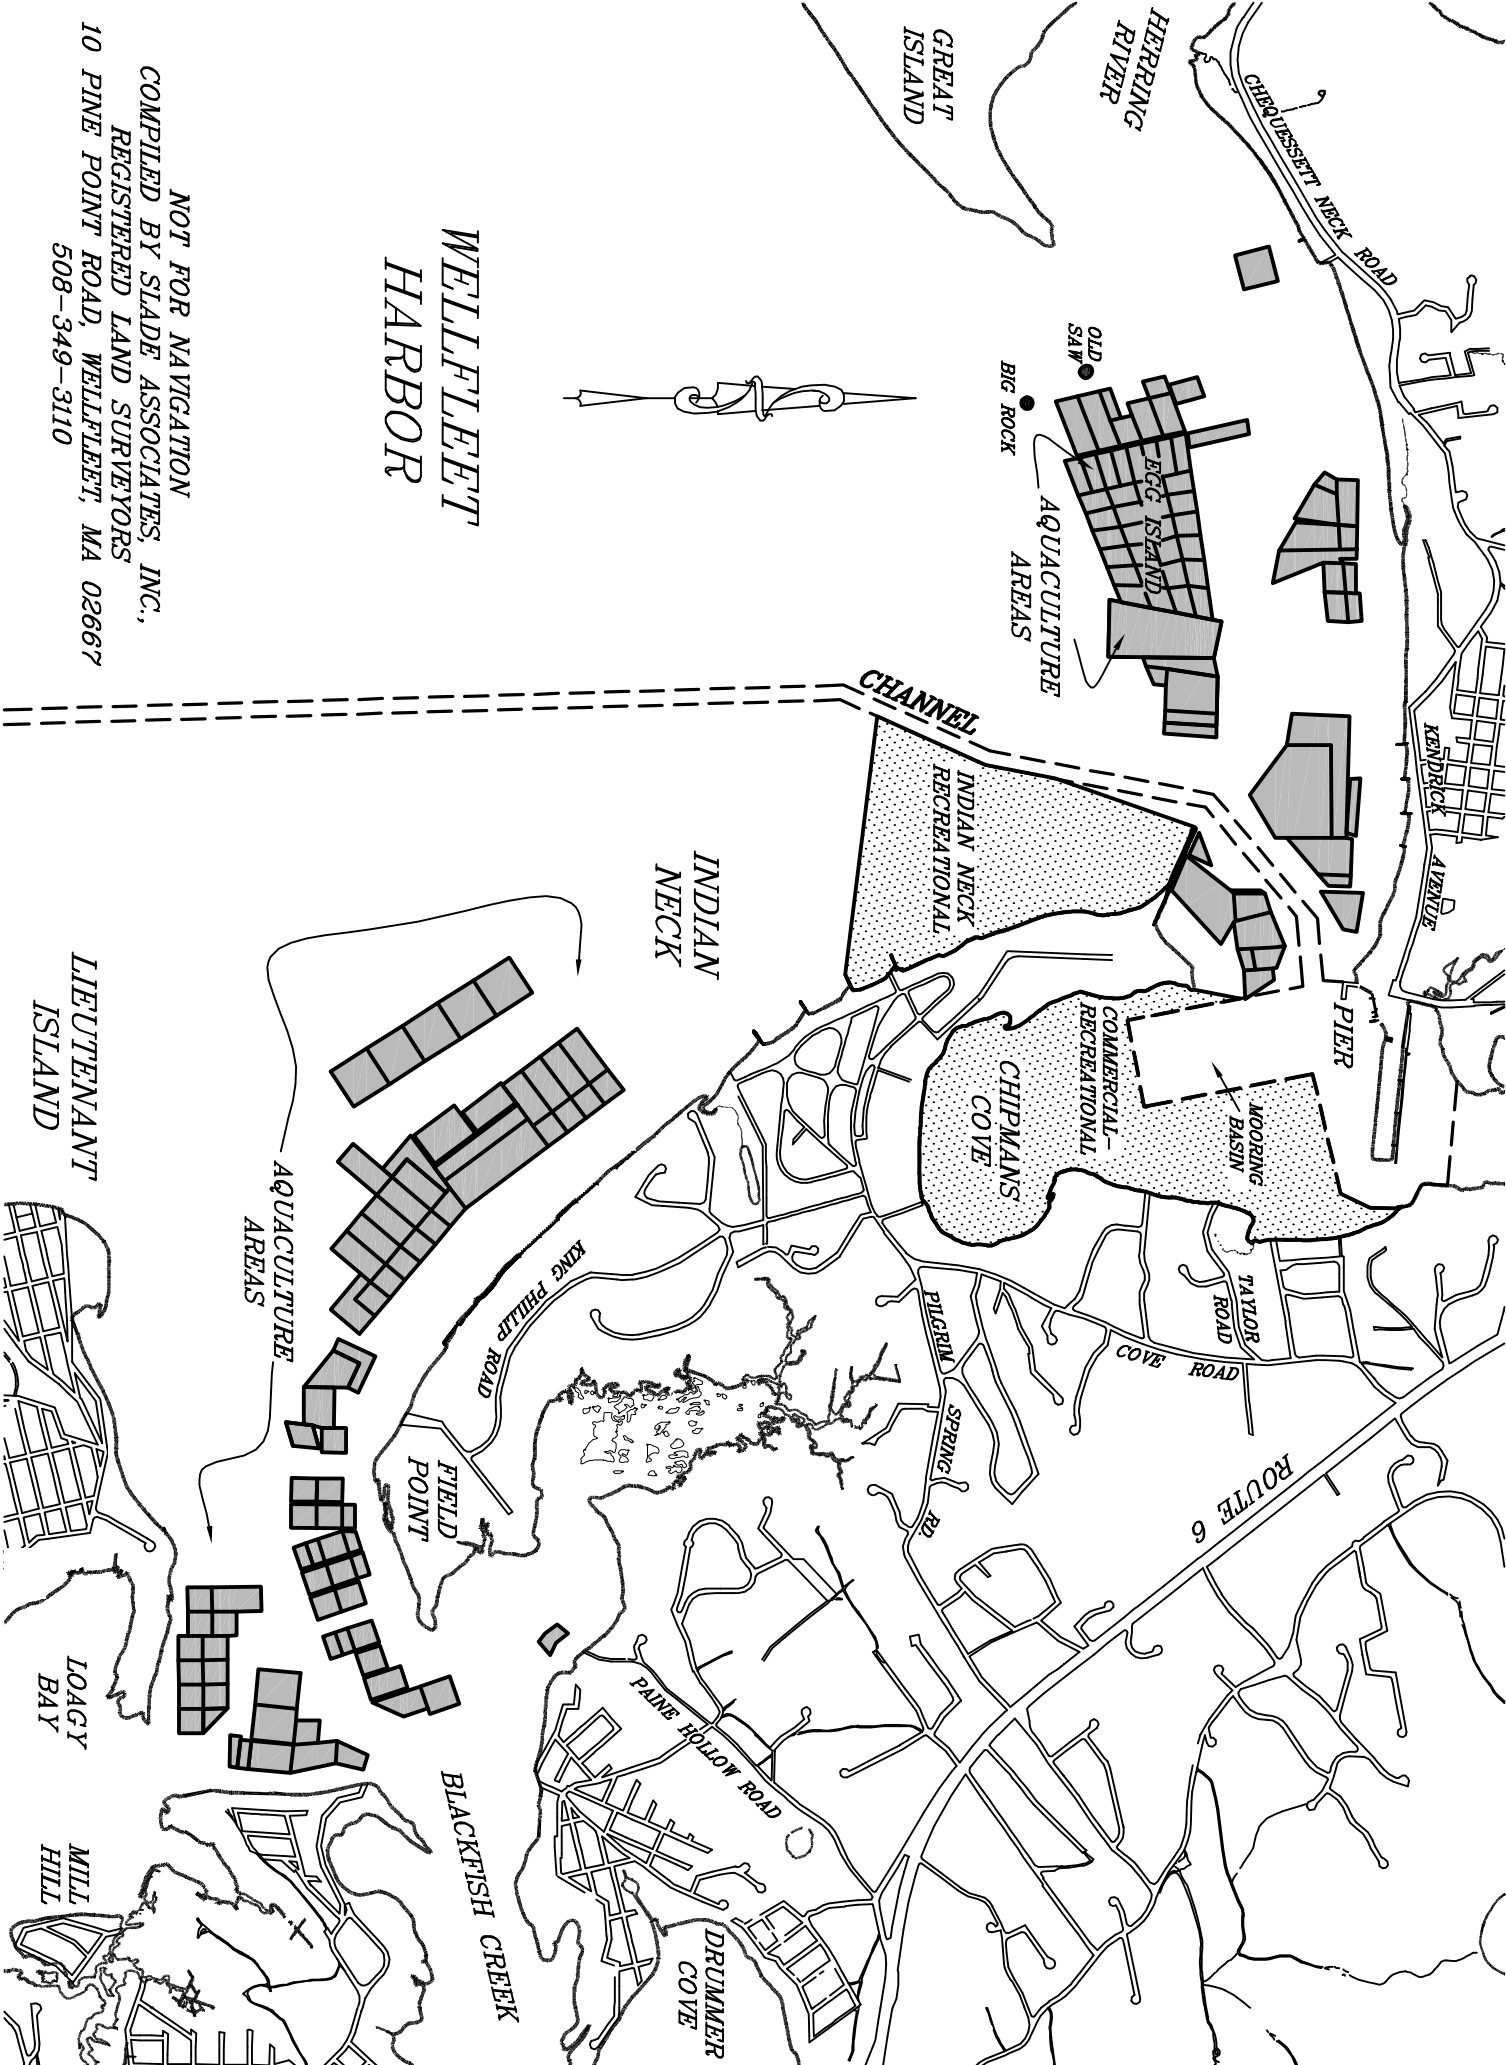 HERRING
RIVER
GREAT
ISLAND
CHEQUESSETT NECK ROAD
OLD
SAW
BIG ROCK
EGG ISLAND
AQUACULTURE
AREAS
WELLFLEET
HARBOR
N
NOT FOR NAVIGATION
COMPILED BY SLADE ASSOCIATES, INC.,
REGISTERED LAND SURVEYORS
10 PINE POINT ROAD, WELLFLEET, MA 02667
508-349-3110
CHANNEL
KENDRICK AVENUE
INDIAN NECK
RECREATIONAL
INDIAN
NECK
PIER
COMMERCIAL-
RECREATIONAL
MOORING
BASIN
CHIPMANS
COVE
LIEUTENANT
ISLAND
AQUACULTURE
AREAS
KING PHILLIP ROAD
PILGRIM SPRING RD.
TAYLOR
ROAD
COVE ROAD
ROUTE 6
FIELD
POINT
PAINE HOLLOW ROAD
LOAGY
BAY
BLACKFISH CREEK
MILL
HILL
DRUMMER
COVE